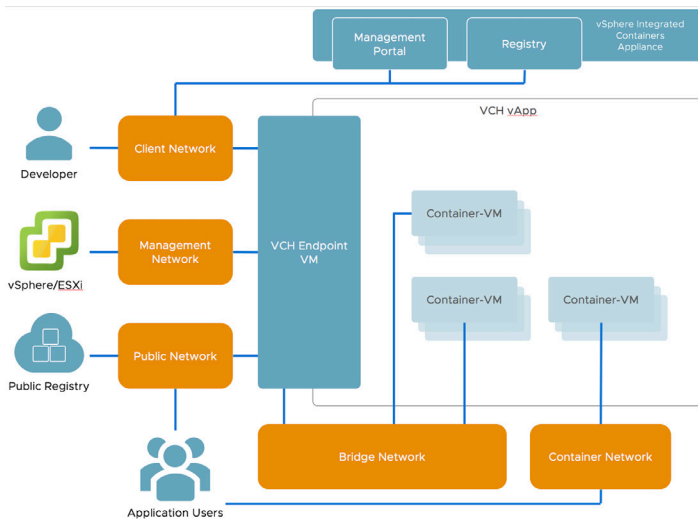 Management
Portal
Registry
vSphere Integrated
Containers
Appliance
VCH vApp
Developer
Client Network
Container-VM
vSphere/ESXi
Management
Network
VCH Endpoint
VM
Container-VM
Container-VM
Public Registry
Public Network
Bridge Network
Container Network
Application Users